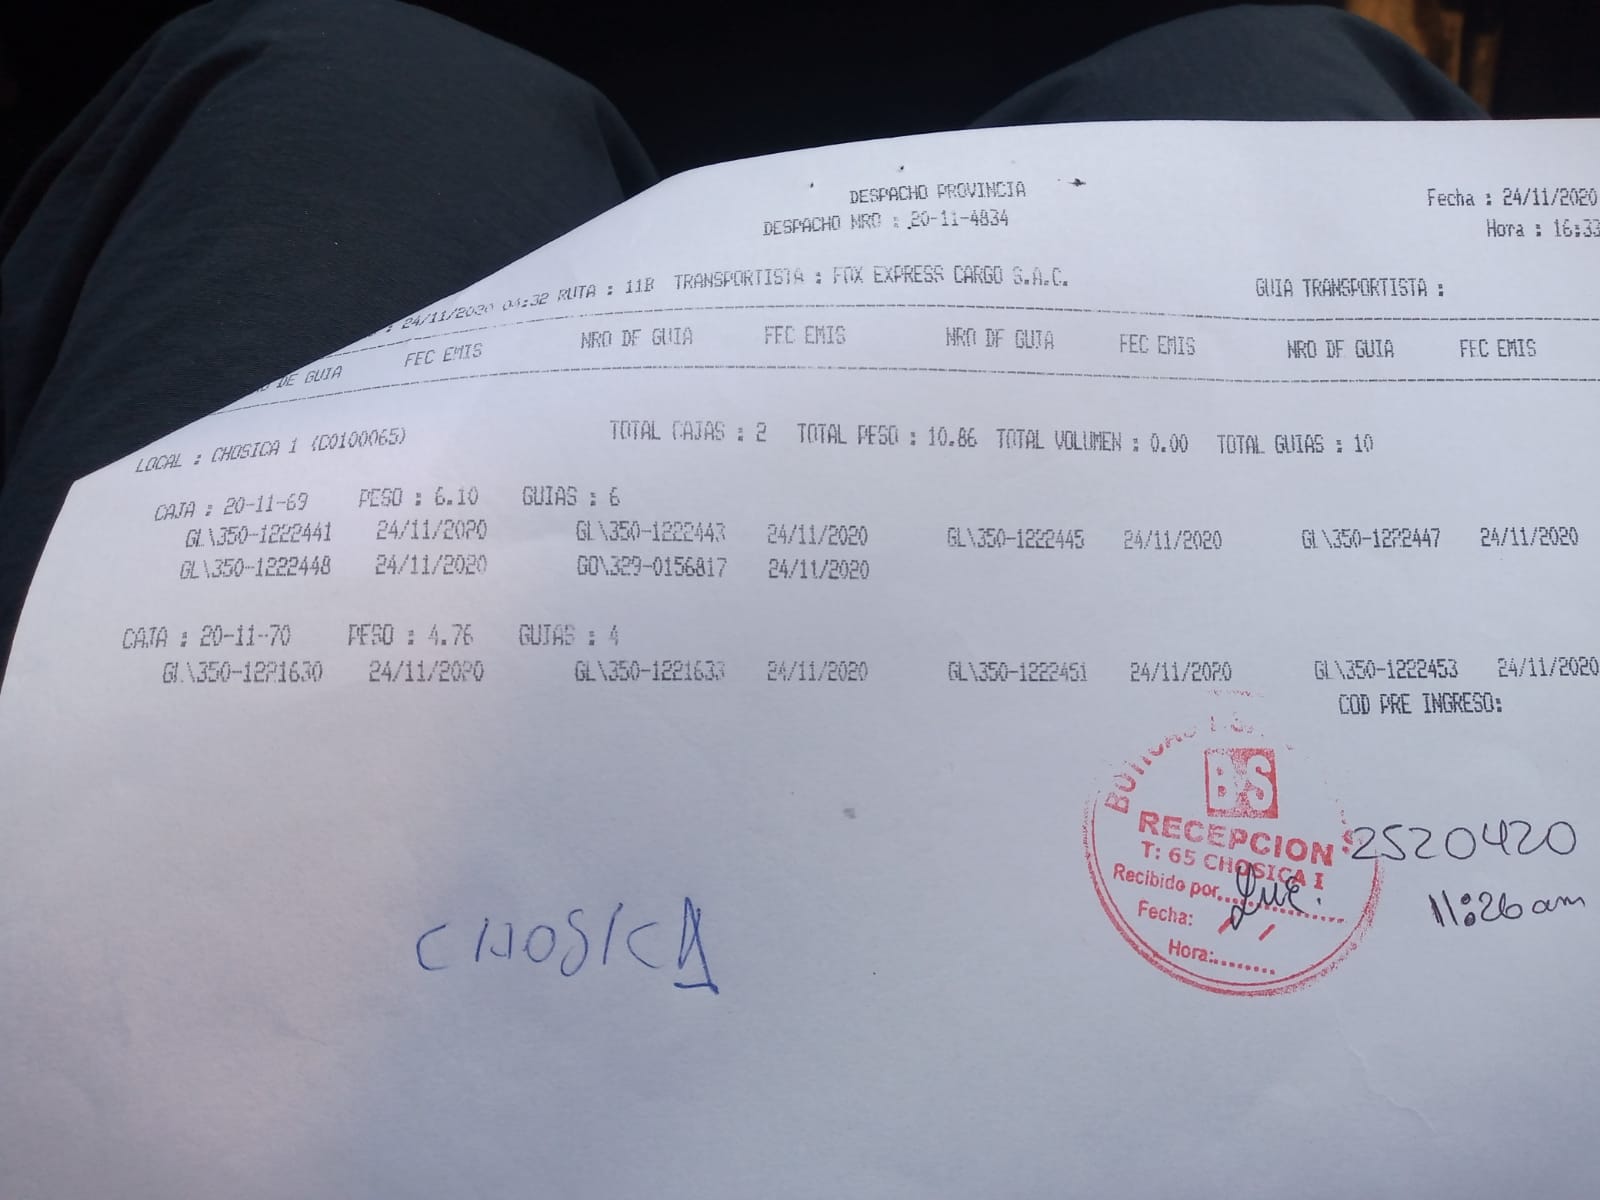 DESPACHO PROVINCIA
Fecha : 24/11/2020
DESPACHO NRO : 20-11-4834
Hora : 16:33
: 24/11/2020 04:32 RUTA : 11B TRANSPORTISTA : FOX EXPRESS CARGO S.A.C. GUIA TRANSPORTISTA :
DE GUIA FEC EMIS NRO DE GUIA FEC EMIS NRO DE GUIA FEC EMIS NRO DE GUIA FEC EMIS
LOCAL : CHOSICA 1 (C0100065) TOTAL CAJAS : 2 TOTAL PESO : 10.86 TOTAL VOLUMEN : 0.00 TOTAL GUIAS : 10
CAJA : 20-11-69 PESO : 6.10 GUIAS : 6
GL\350-1222441 24/11/2020 GL\350-1222443 24/11/2020 GL\350-1222445 24/11/2020 GL\350-1222447 24/11/2020
GL\350-1222448 24/11/2020 GO\329-0156817 24/11/2020
CAJA : 20-11-70 PESO : 4.76 GUIAS : 4
GL\350-1221630 24/11/2020 GL\350-1221633 24/11/2020 GL\350-1222451 24/11/2020 GL\350-1222453 24/11/2020
COD PRE INGRESO:
BS
RECEPCION
T: 65 CHOSICA I
Recibido por
Fecha: / /
Hora:
2520420
11:26 am
CHOSICA